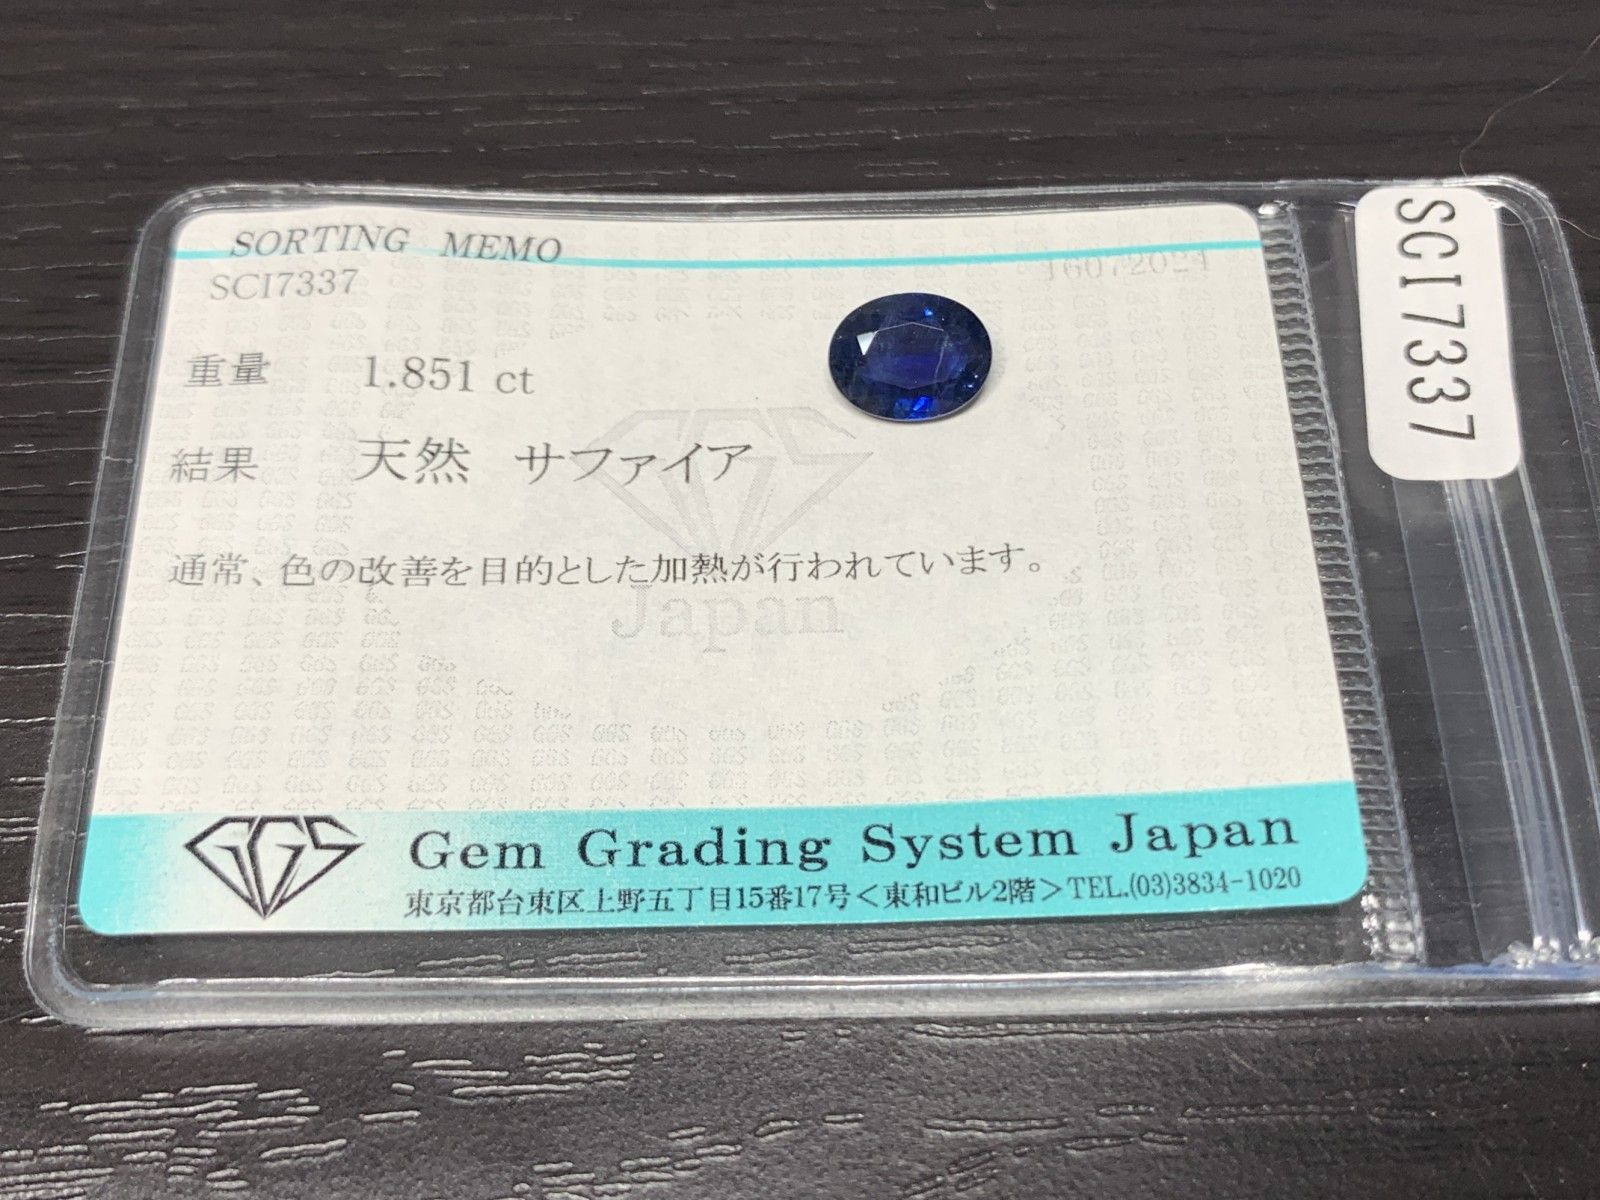 SORTING MEMO
SCI7337
16072024
重量 1.851 ct
結果 天然 サファイア
通常、色の改善を目的とした加熱が行われています。
GGS
Japan
GGS
Gem Grading System Japan
東京都台東区上野五丁目15番17号<東和ビル2階>TEL.(03)3834-1020
SCI7337